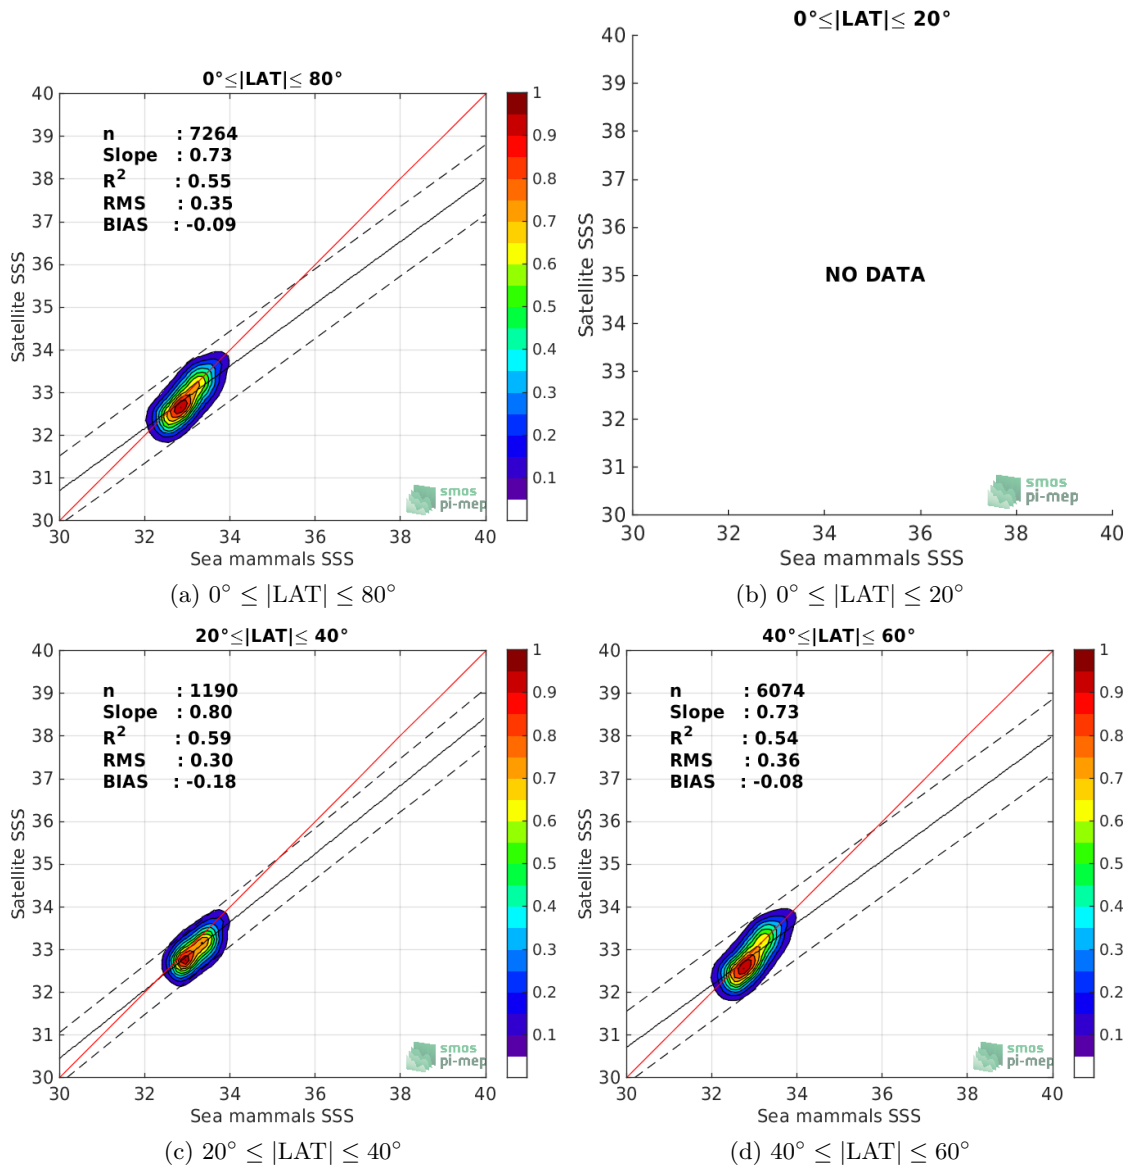 0°≤|LAT|≤ 80°
40
39
38
37
36
35
34
33
32
31
30
Satellite SSS
n : 7264
Slope : 0.73
R² : 0.55
RMS : 0.35
BIAS : -0.09
smos
pi-mep
30 32 34 36 38 40
Sea mammals SSS
1
0.9
0.8
0.7
0.6
0.5
0.4
0.3
0.2
0.1
(a) 0° ≤ |LAT| ≤ 80°
0°≤|LAT|≤ 20°
40
39
38
37
36
35
34
33
32
31
30
Satellite SSS
NO DATA
smos
pi-mep
30 32 34 36 38 40
Sea mammals SSS
(b) 0° ≤ |LAT| ≤ 20°
20°≤|LAT|≤ 40°
40
39
38
37
36
35
34
33
32
31
30
Satellite SSS
n : 1190
Slope : 0.80
R² : 0.59
RMS : 0.30
BIAS : -0.18
smos
pi-mep
30 32 34 36 38 40
Sea mammals SSS
1
0.9
0.8
0.7
0.6
0.5
0.4
0.3
0.2
0.1
(c) 20° ≤ |LAT| ≤ 40°
40°≤|LAT|≤ 60°
40
39
38
37
36
35
34
33
32
31
30
Satellite SSS
n : 6074
Slope : 0.73
R² : 0.54
RMS : 0.36
BIAS : -0.08
smos
pi-mep
30 32 34 36 38 40
Sea mammals SSS
1
0.9
0.8
0.7
0.6
0.5
0.4
0.3
0.2
0.1
(d) 40° ≤ |LAT| ≤ 60°